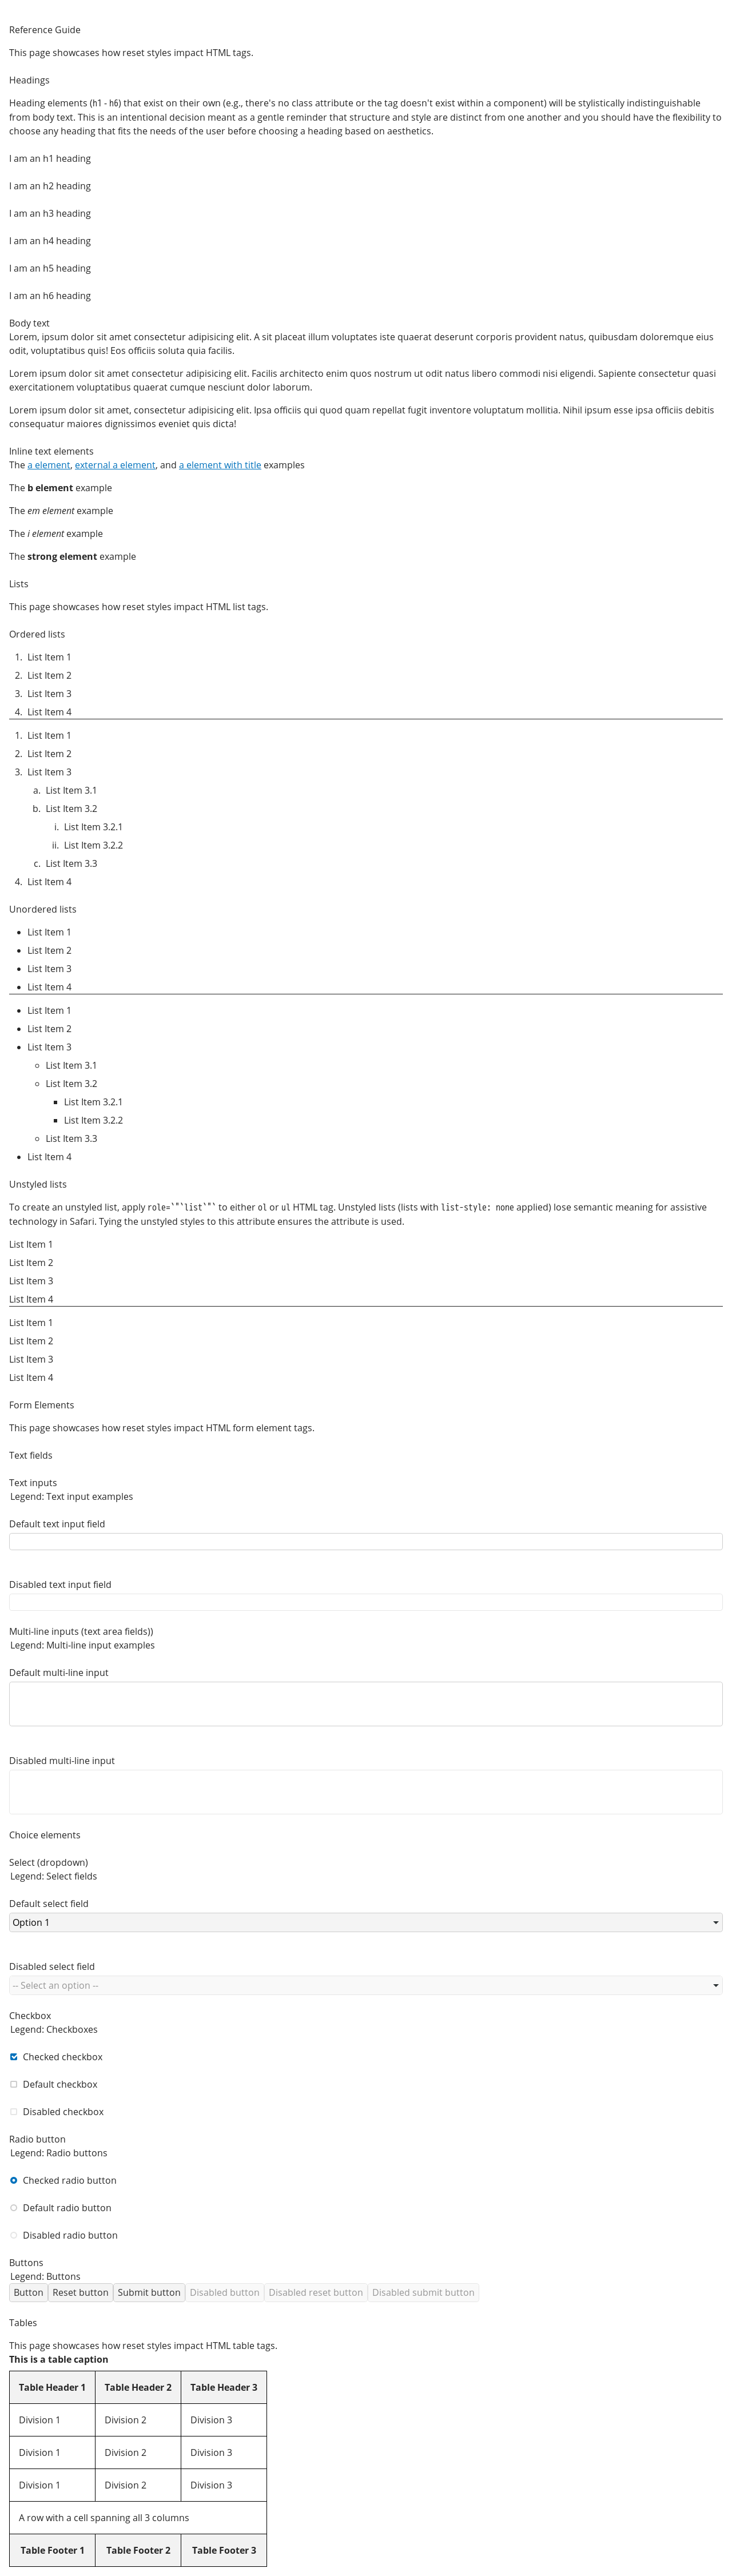 Reference Guide
This page showcases how reset styles impact HTML tags.
Headings
Heading elements (h1 - h6) that exist on their own (e.g., there's no class attribute or the tag doesn't exist within a component) will be stylistically indistinguishable
from body text. This is an intentional decision meant as a gentle reminder that structure and style are distinct from one another and you should have the flexibility to
choose any heading that fits the needs of the user before choosing a heading based on aesthetics.
I am an h1 heading
I am an h2 heading
I am an h3 heading
I am an h4 heading
I am an h5 heading
I am an h6 heading
Body text
Lorem, ipsum dolor sit amet consectetur adipisicing elit. A sit placeat illum voluptates iste quaerat deserunt corporis provident natus, quibusdam doloremque eius
odit, voluptatibus quis! Eos officiis soluta quia facilis.
Lorem ipsum dolor sit amet consectetur adipisicing elit. Facilis architecto enim quos nostrum ut odit natus libero commodi nisi eligendi. Sapiente consectetur quasi
exercitationem voluptatibus quaerat cumque nesciunt dolor laborum.
Lorem ipsum dolor sit amet, consectetur adipisicing elit. Ipsa officiis qui quod quam repellat fugit inventore voluptatum mollitia. Nihil ipsum esse ipsa officiis debitis
consequatur maiores dignissimos eveniet quis dicta!
Inline text elements
The a element, external a element, and a element with title examples
The b element example
The em element example
The i element example
The strong element example
Lists
This page showcases how reset styles impact HTML list tags.
Ordered lists
1. List Item 1
2. List Item 2
3. List Item 3
4. List Item 4
1. List Item 1
2. List Item 2
3. List Item 3
a. List Item 3.1
b. List Item 3.2
i. List Item 3.2.1
ii. List Item 3.2.2
c. List Item 3.3
4. List Item 4
Unordered lists
• List Item 1
• List Item 2
• List Item 3
• List Item 4
• List Item 1
• List Item 2
• List Item 3
◦ List Item 3.1
◦ List Item 3.2
▪ List Item 3.2.1
▪ List Item 3.2.2
◦ List Item 3.3
• List Item 4
Unstyled lists
To create an unstyled list, apply role=`"`list`"` to either ol or ul HTML tag. Unstyled lists (lists with list-style: none applied) lose semantic meaning for assistive
technology in Safari. Tying the unstyled styles to this attribute ensures the attribute is used.
List Item 1
List Item 2
List Item 3
List Item 4
List Item 1
List Item 2
List Item 3
List Item 4
Form Elements
This page showcases how reset styles impact HTML form element tags.
Text fields
Text inputs
Legend: Text input examples
Default text input field
Disabled text input field
Multi-line inputs (text area fields))
Legend: Multi-line input examples
Default multi-line input
Disabled multi-line input
Choice elements
Select (dropdown)
Legend: Select fields
Default select field
Option 1
Disabled select field
-- Select an option --
Checkbox
Legend: Checkboxes
Checked checkbox
Default checkbox
Disabled checkbox
Radio button
Legend: Radio buttons
Checked radio button
Default radio button
Disabled radio button
Buttons
Legend: Buttons
Button Reset button Submit button Disabled button Disabled reset button Disabled submit button
Tables
This page showcases how reset styles impact HTML table tags.
This is a table caption
Table Header 1 Table Header 2 Table Header 3
Division 1 Division 2 Division 3
Division 1 Division 2 Division 3
Division 1 Division 2 Division 3
A row with a cell spanning all 3 columns
Table Footer 1 Table Footer 2 Table Footer 3